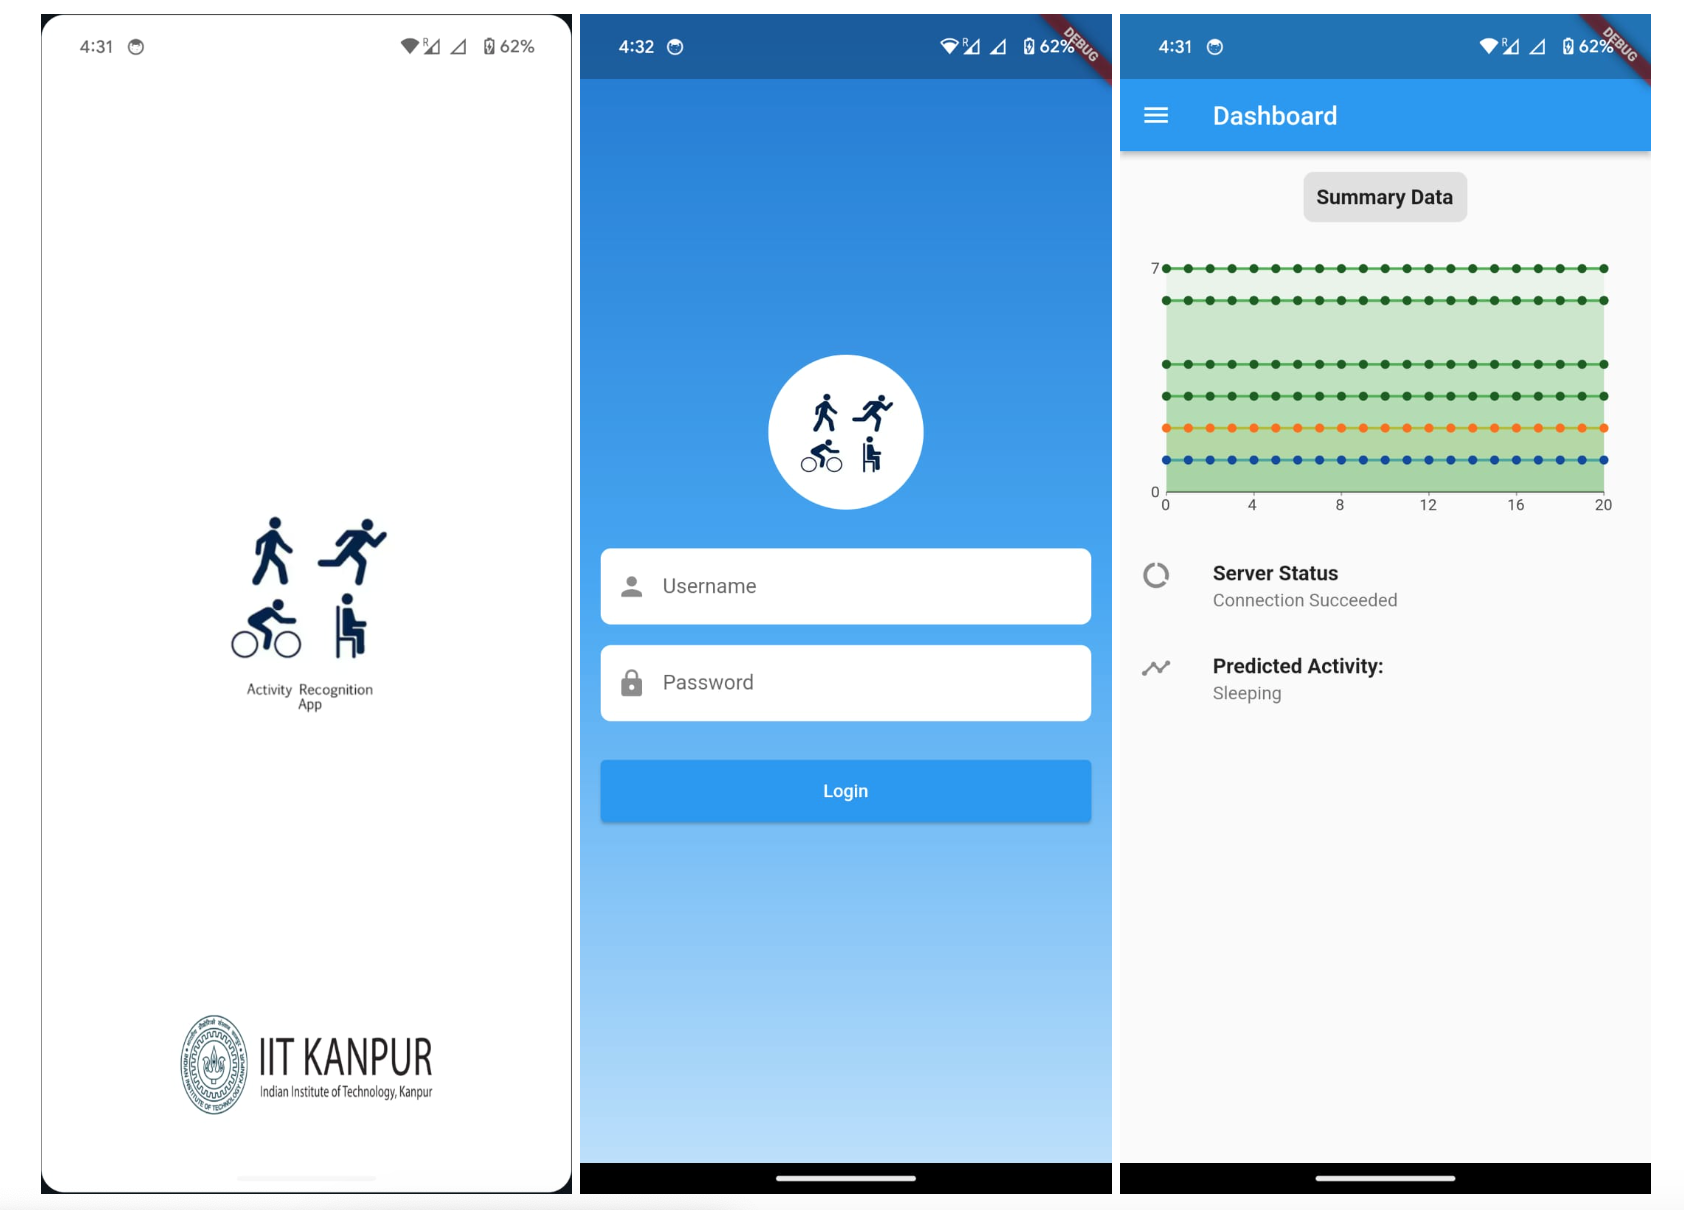 4:31
R
62%
Activity Recognition
App
IIT KANPUR
Indian Institute of Technology, Kanpur
4:32
R
62%
DEBUG
Username
Password
Login
4:31
R
62%
DEBUG
Dashboard
Summary Data
7
0
0 4 8 12 16 20
Server Status
Connection Succeeded
Predicted Activity:
Sleeping